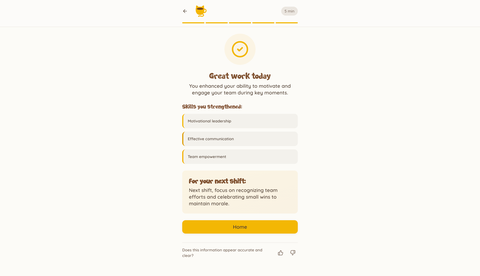 5 min
Great work today
You enhanced your ability to motivate and
engage your team during key moments.
Skills you strengthened:
Motivational leadership
Effective communication
Team empowerment
For your next shift:
Next shift, focus on recognizing team
efforts and celebrating small wins to
maintain morale.
Home
Does this information appear accurate and
clear?